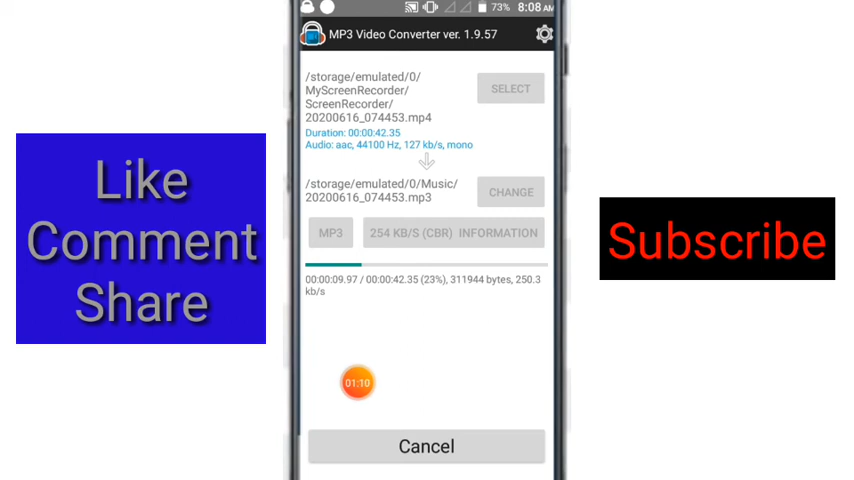 73% 8:08 AM
MP3 Video Converter ver. 1.9.57
/storage/emulated/0/
MyScreenRecorder/
ScreenRecorder/
20200616_074453.mp4
SELECT
Duration: 00:00:42.35
Audio: aac, 44100 Hz, 127 kb/s, mono
/storage/emulated/0/Music/
20200616_074453.mp3
CHANGE
MP3
254 KB/S (CBR) INFORMATION
00:00:09.97 / 00:00:42.35 (23%), 311944 bytes, 250.3
kb/s
01:10
Cancel
Like
Comment
Share
Subscribe